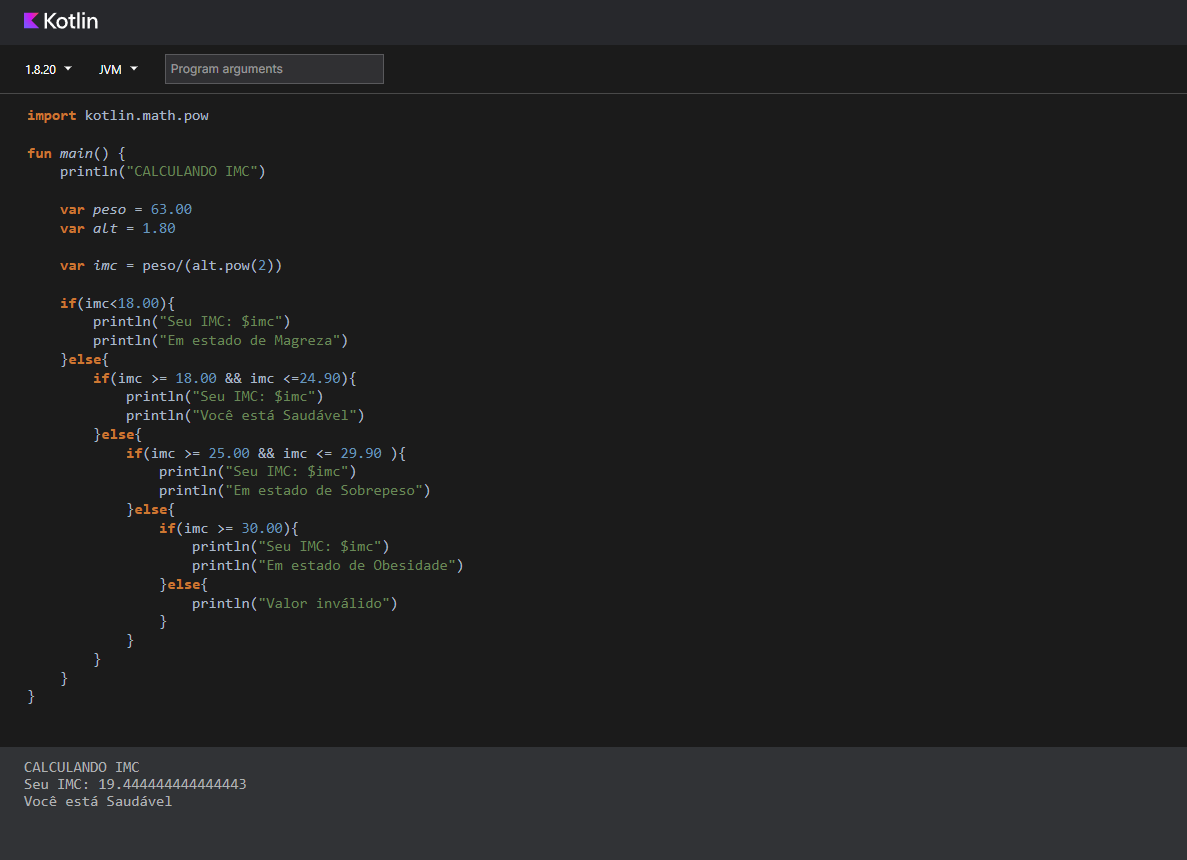 Kotlin
1.8.20 JVM Program arguments
import kotlin.math.pow
fun main() {
    println("CALCULANDO IMC")
    var peso = 63.00
    var alt = 1.80
    var imc = peso/(alt.pow(2))
    if(imc<18.00){
        println("Seu IMC: $imc")
        println("Em estado de Magreza")
    }else{
        if(imc >= 18.00 && imc <=24.90){
            println("Seu IMC: $imc")
            println("Você está Saudável")
        }else{
            if(imc >= 25.00 && imc <= 29.90 ){
                println("Seu IMC: $imc")
                println("Em estado de Sobrepeso")
            }else{
                if(imc >= 30.00){
                    println("Seu IMC: $imc")
                    println("Em estado de Obesidade")
                }else{
                    println("Valor inválido")
                }
            }
        }
    }
}
CALCULANDO IMC
Seu IMC: 19.444444444444443
Você está Saudável